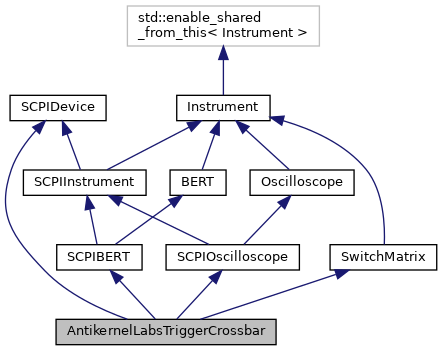 std::enable_shared
_from_this< Instrument >
SCPIDevice
Instrument
SCPIInstrument
BERT
Oscilloscope
SCPIBERT
SCPIOscilloscope
SwitchMatrix
AntikernelLabsTriggerCrossbar